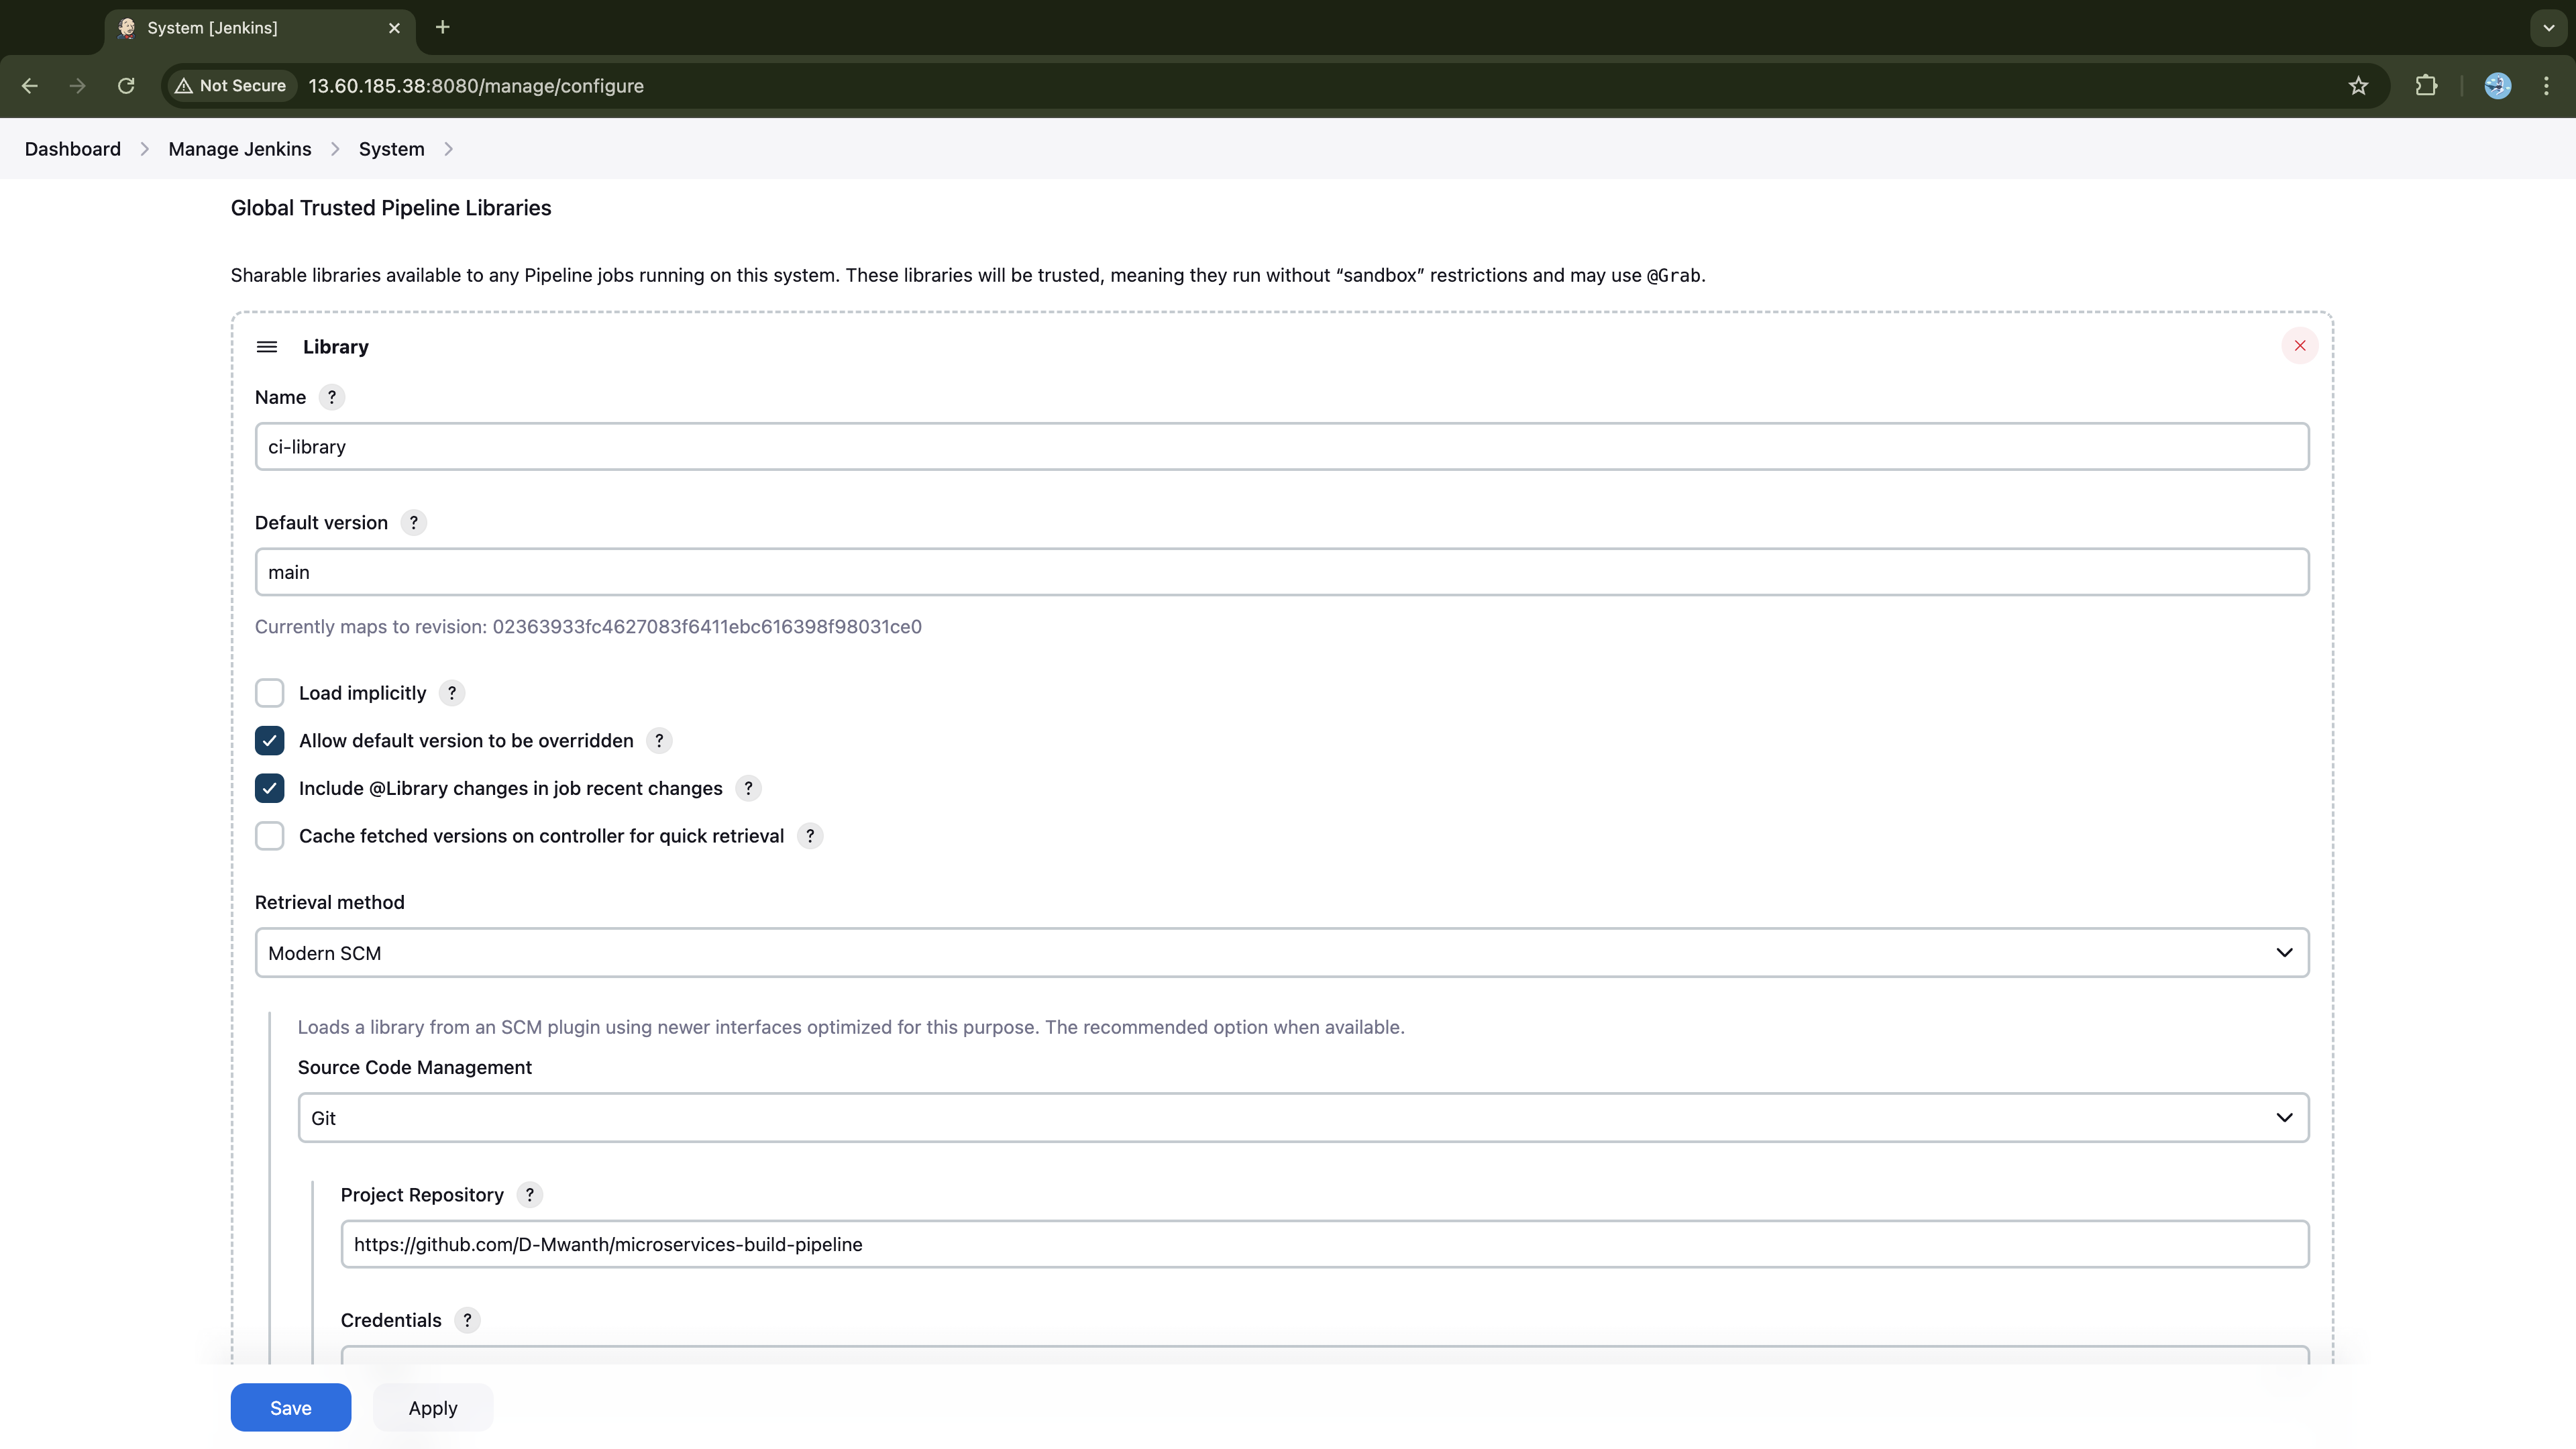 System [Jenkins]
Not Secure
13.60.185.38:8080/manage/configure
Dashboard
Manage Jenkins
System
Global Trusted Pipeline Libraries
Sharable libraries available to any Pipeline jobs running on this system. These libraries will be trusted, meaning they run without “sandbox” restrictions and may use @Grab.
Library
Name ?
ci-library
Default version ?
main
Currently maps to revision: 02363933fc4627083f6411ebc616398f98031ce0
Load implicitly ?
Allow default version to be overridden ?
Include @Library changes in job recent changes ?
Cache fetched versions on controller for quick retrieval ?
Retrieval method
Modern SCM
Loads a library from an SCM plugin using newer interfaces optimized for this purpose. The recommended option when available.
Source Code Management
Git
Project Repository ?
https://github.com/D-Mwanth/microservices-build-pipeline
Credentials ?
Save
Apply